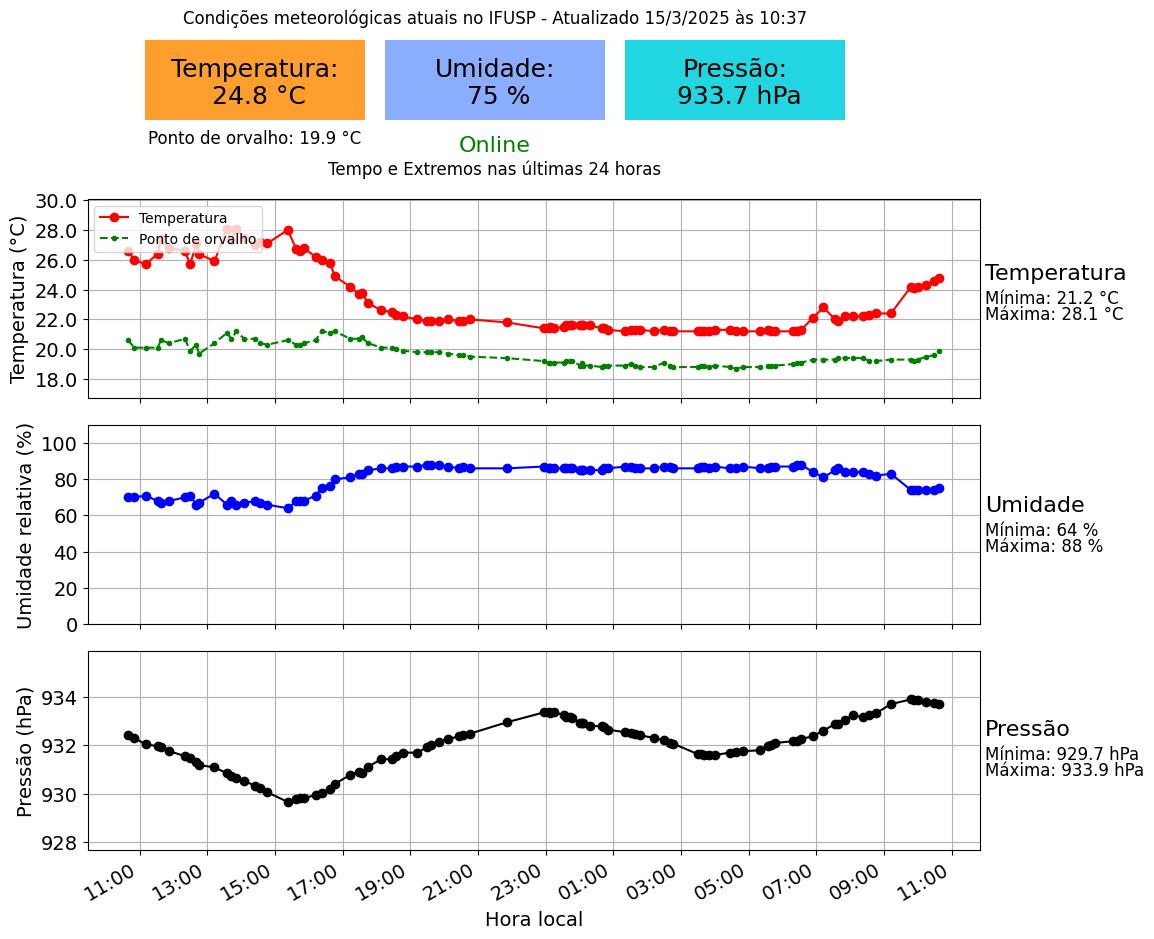 Condições meteorológicas atuais no IFUSP - Atualizado 15/3/2025 às 10:37
Temperatura:
24.8 °C
Umidade:
75 %
Pressão:
933.7 hPa
Ponto de orvalho: 19.9 °C
Online
Tempo e Extremos nas últimas 24 horas
Temperatura (°C)
30.0
28.0
26.0
24.0
22.0
20.0
18.0
Temperatura
Ponto de orvalho
Temperatura
Mínima: 21.2 °C
Máxima: 28.1 °C
Umidade relativa (%)
100
80
60
40
20
0
Umidade
Mínima: 64 %
Máxima: 88 %
Pressão (hPa)
934
932
930
928
Pressão
Mínima: 929.7 hPa
Máxima: 933.9 hPa
11:00
13:00
15:00
17:00
19:00
21:00
23:00
01:00
03:00
05:00
07:00
09:00
11:00
Hora local